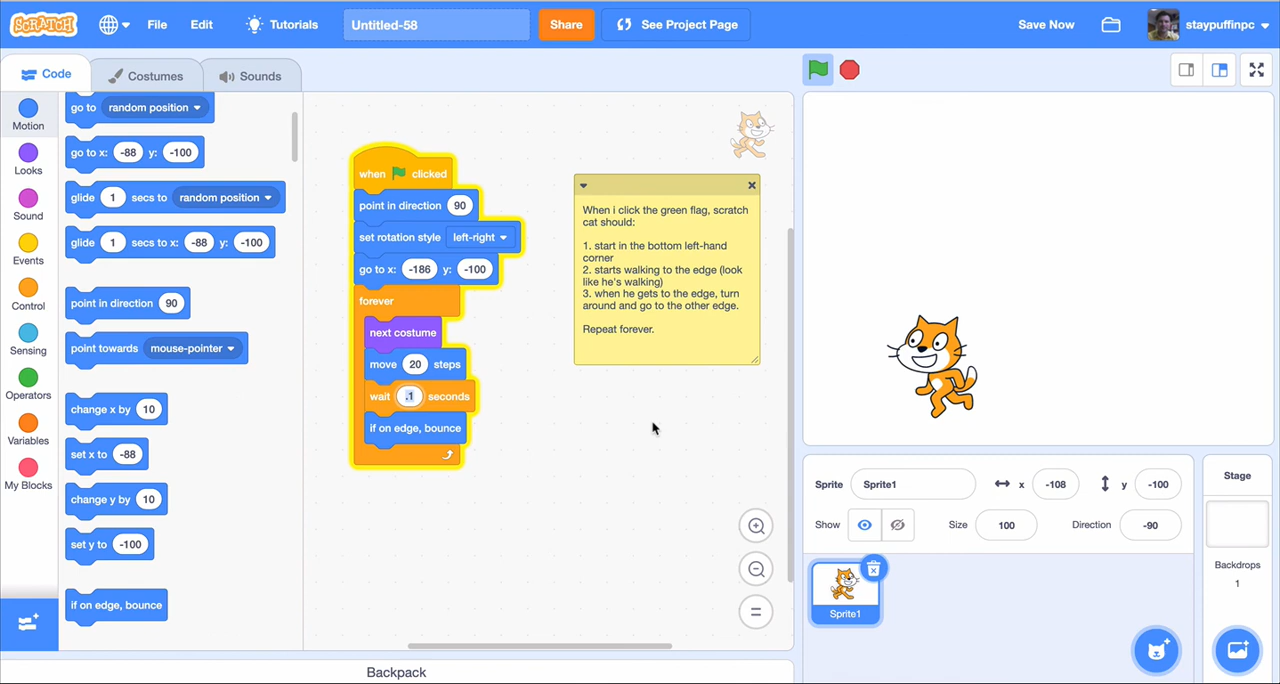 SCRATCH File Edit Tutorials Untitled-58 Share See Project Page Save Now staypuffinpc
Code Costumes Sounds
Motion
Looks
Sound
Events
Control
Sensing
Operators
Variables
My Blocks
go to random position
go to x: -88 y: -100
glide 1 secs to random position
glide 1 secs to x: -88 y: -100
point in direction 90
point towards mouse-pointer
change x by 10
set x to -88
change y by 10
set y to -100
if on edge, bounce
when clicked
point in direction 90
set rotation style left-right
go to x: -186 y: -100
forever
next costume
move 20 steps
wait .1 seconds
if on edge, bounce
When i click the green flag, scratch
cat should:
1. start in the bottom left-hand
corner
2. starts walking to the edge (look
like he's walking)
3. when he gets to the edge, turn
around and go to the other edge.
Repeat forever.
Backpack
Sprite Sprite1 x -108 y -100
Show Size 100 Direction -90
Sprite1
Stage
Backdrops
1